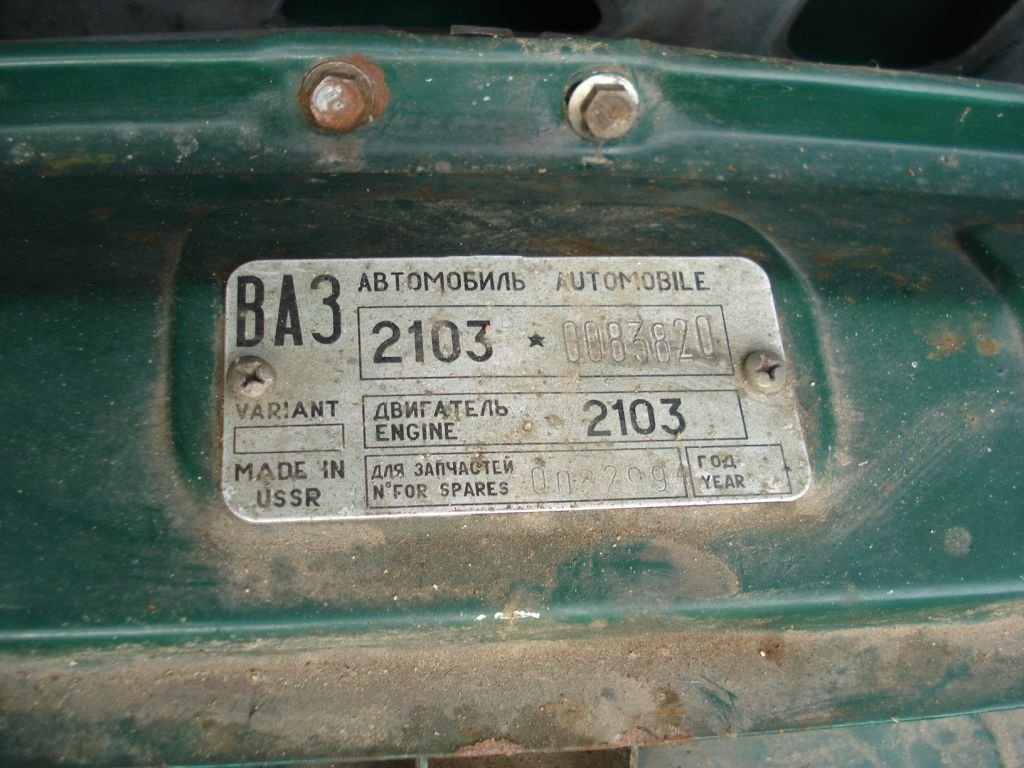 ВАЗ АВТОМОБИЛЬ AUTOMOBILE
2103 * 0083820
VARIANT ДВИГАТЕЛЬ 2103
ENGINE
MADE IN ДЛЯ ЗАПЧАСТЕЙ ГОД
USSR N° FOR SPARES YEAR